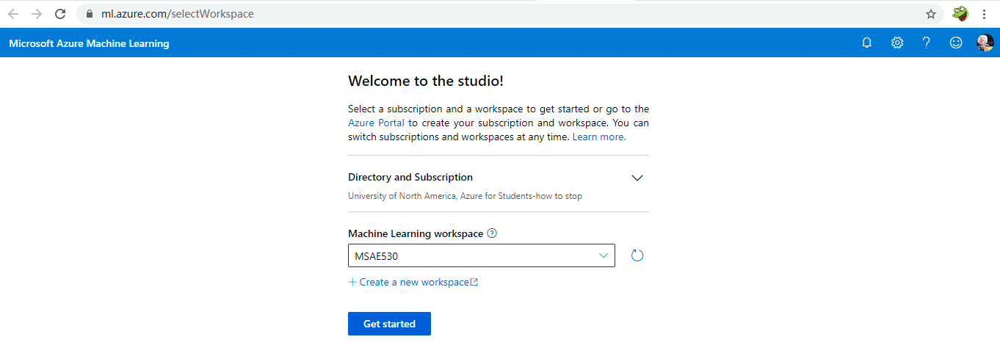 ml.azure.com/selectWorkspace
Microsoft Azure Machine Learning
Welcome to the studio!
Select a subscription and a workspace to get started or go to the
Azure Portal to create your subscription and workspace. You can
switch subscriptions and workspaces at any time. Learn more.
Directory and Subscription
University of North America, Azure for Students-how to stop
Machine Learning workspace
MSAE530
Create a new workspace
Get started